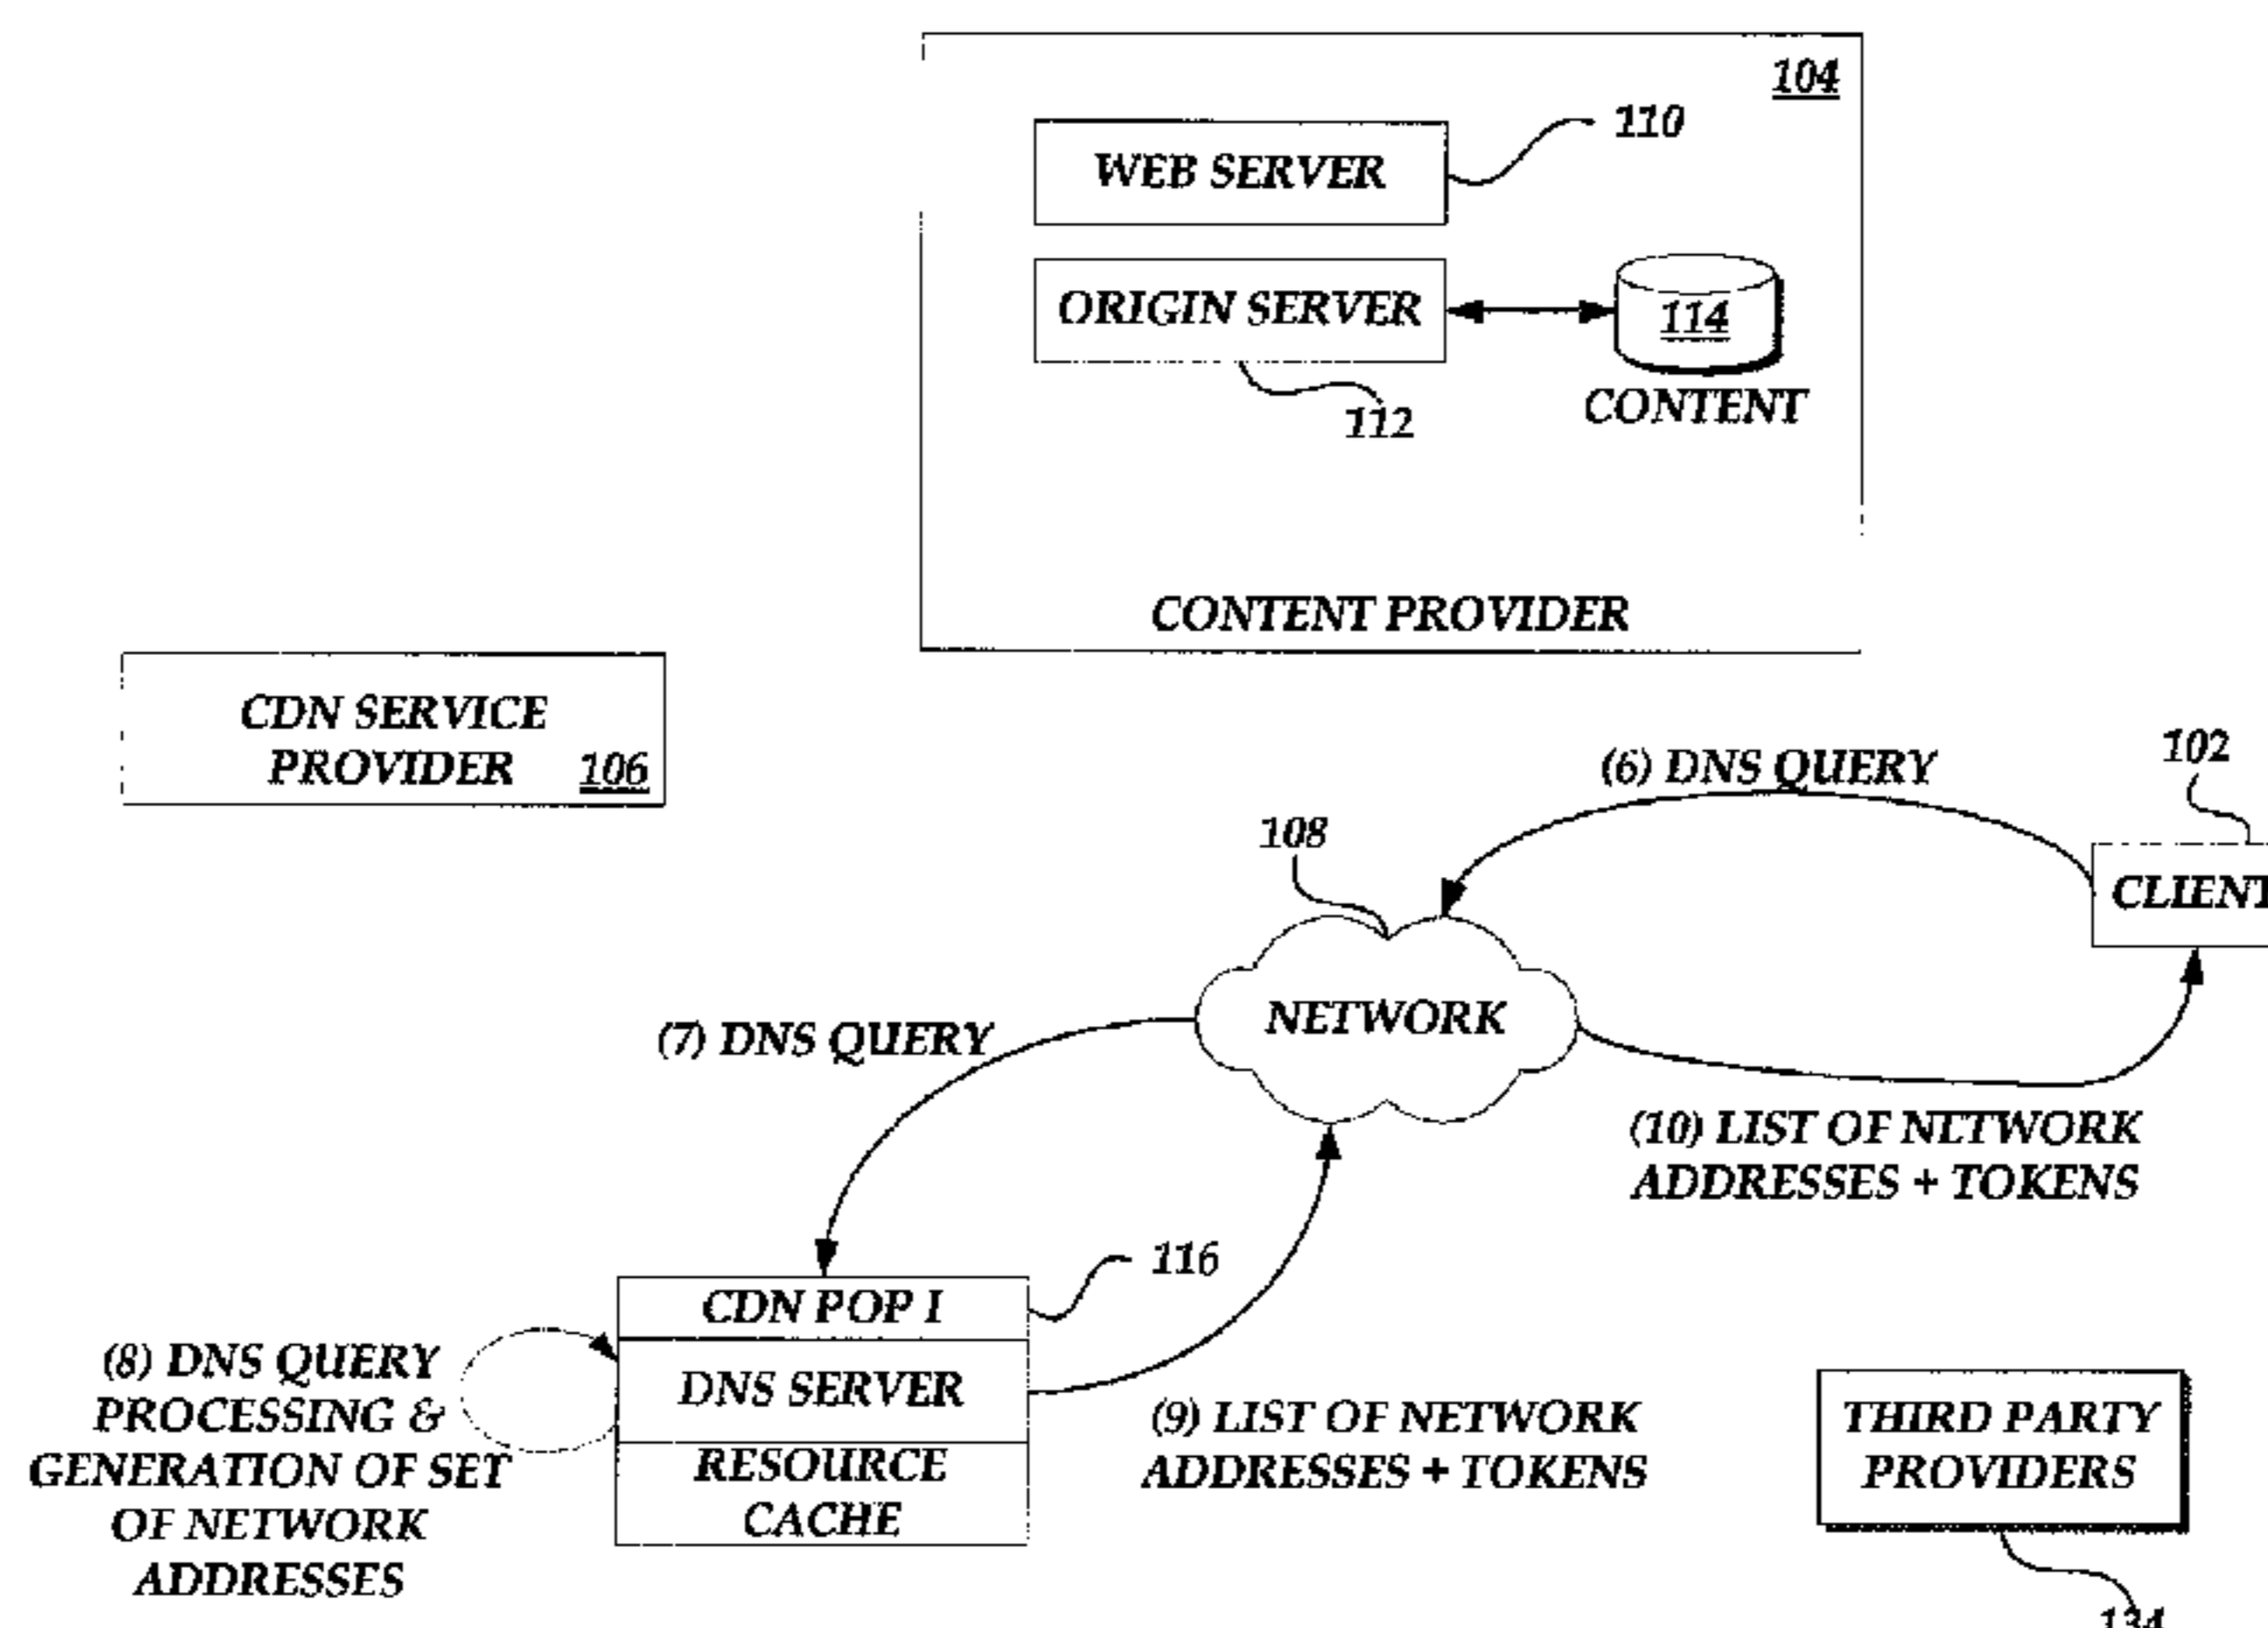 104
110
WEB SERVER
ORIGIN SERVER
114
112
CONTENT
CONTENT PROVIDER
CDN SERVICE
PROVIDER 106
(6) DNS QUERY
102
108
CLIENT
NETWORK
(7) DNS QUERY
(10) LIST OF NETWORK
ADDRESSES + TOKENS
116
CDN POP I
(8) DNS QUERY
PROCESSING &
GENERATION OF SET
OF NETWORK
ADDRESSES
DNS SERVER
RESOURCE
CACHE
(9) LIST OF NETWORK
ADDRESSES + TOKENS
THIRD PARTY
PROVIDERS
134